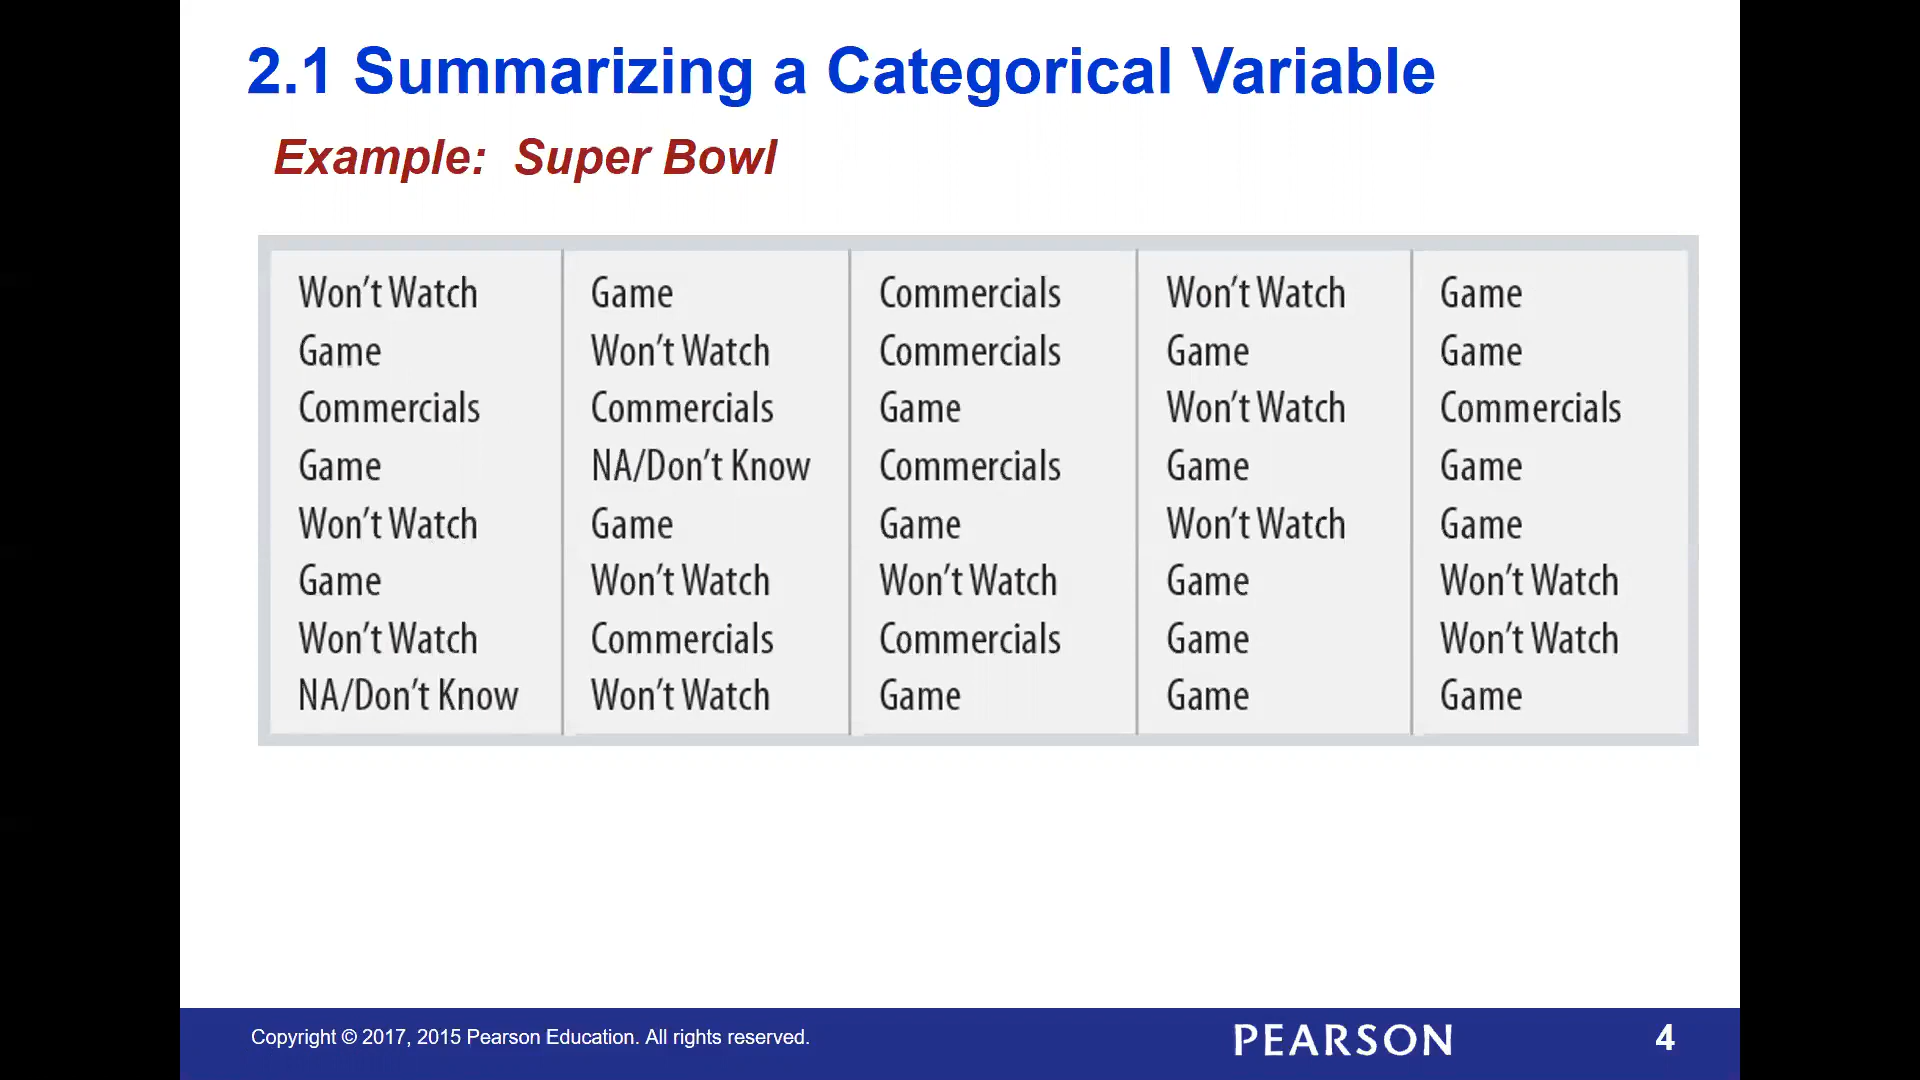 2.1 Summarizing a Categorical Variable
Example: Super Bowl
Won't Watch Game Commercials Won't Watch Game
Game Won't Watch Commercials Game Game
Commercials Commercials Game Won't Watch Commercials
Game NA/Don't Know Commercials Game Game
Won't Watch Game Game Won't Watch Game
Game Won't Watch Won't Watch Game Won't Watch
Won't Watch Commercials Commercials Game Won't Watch
NA/Don't Know Won't Watch Game Game Game
Copyright © 2017, 2015 Pearson Education. All rights reserved. PEARSON 4